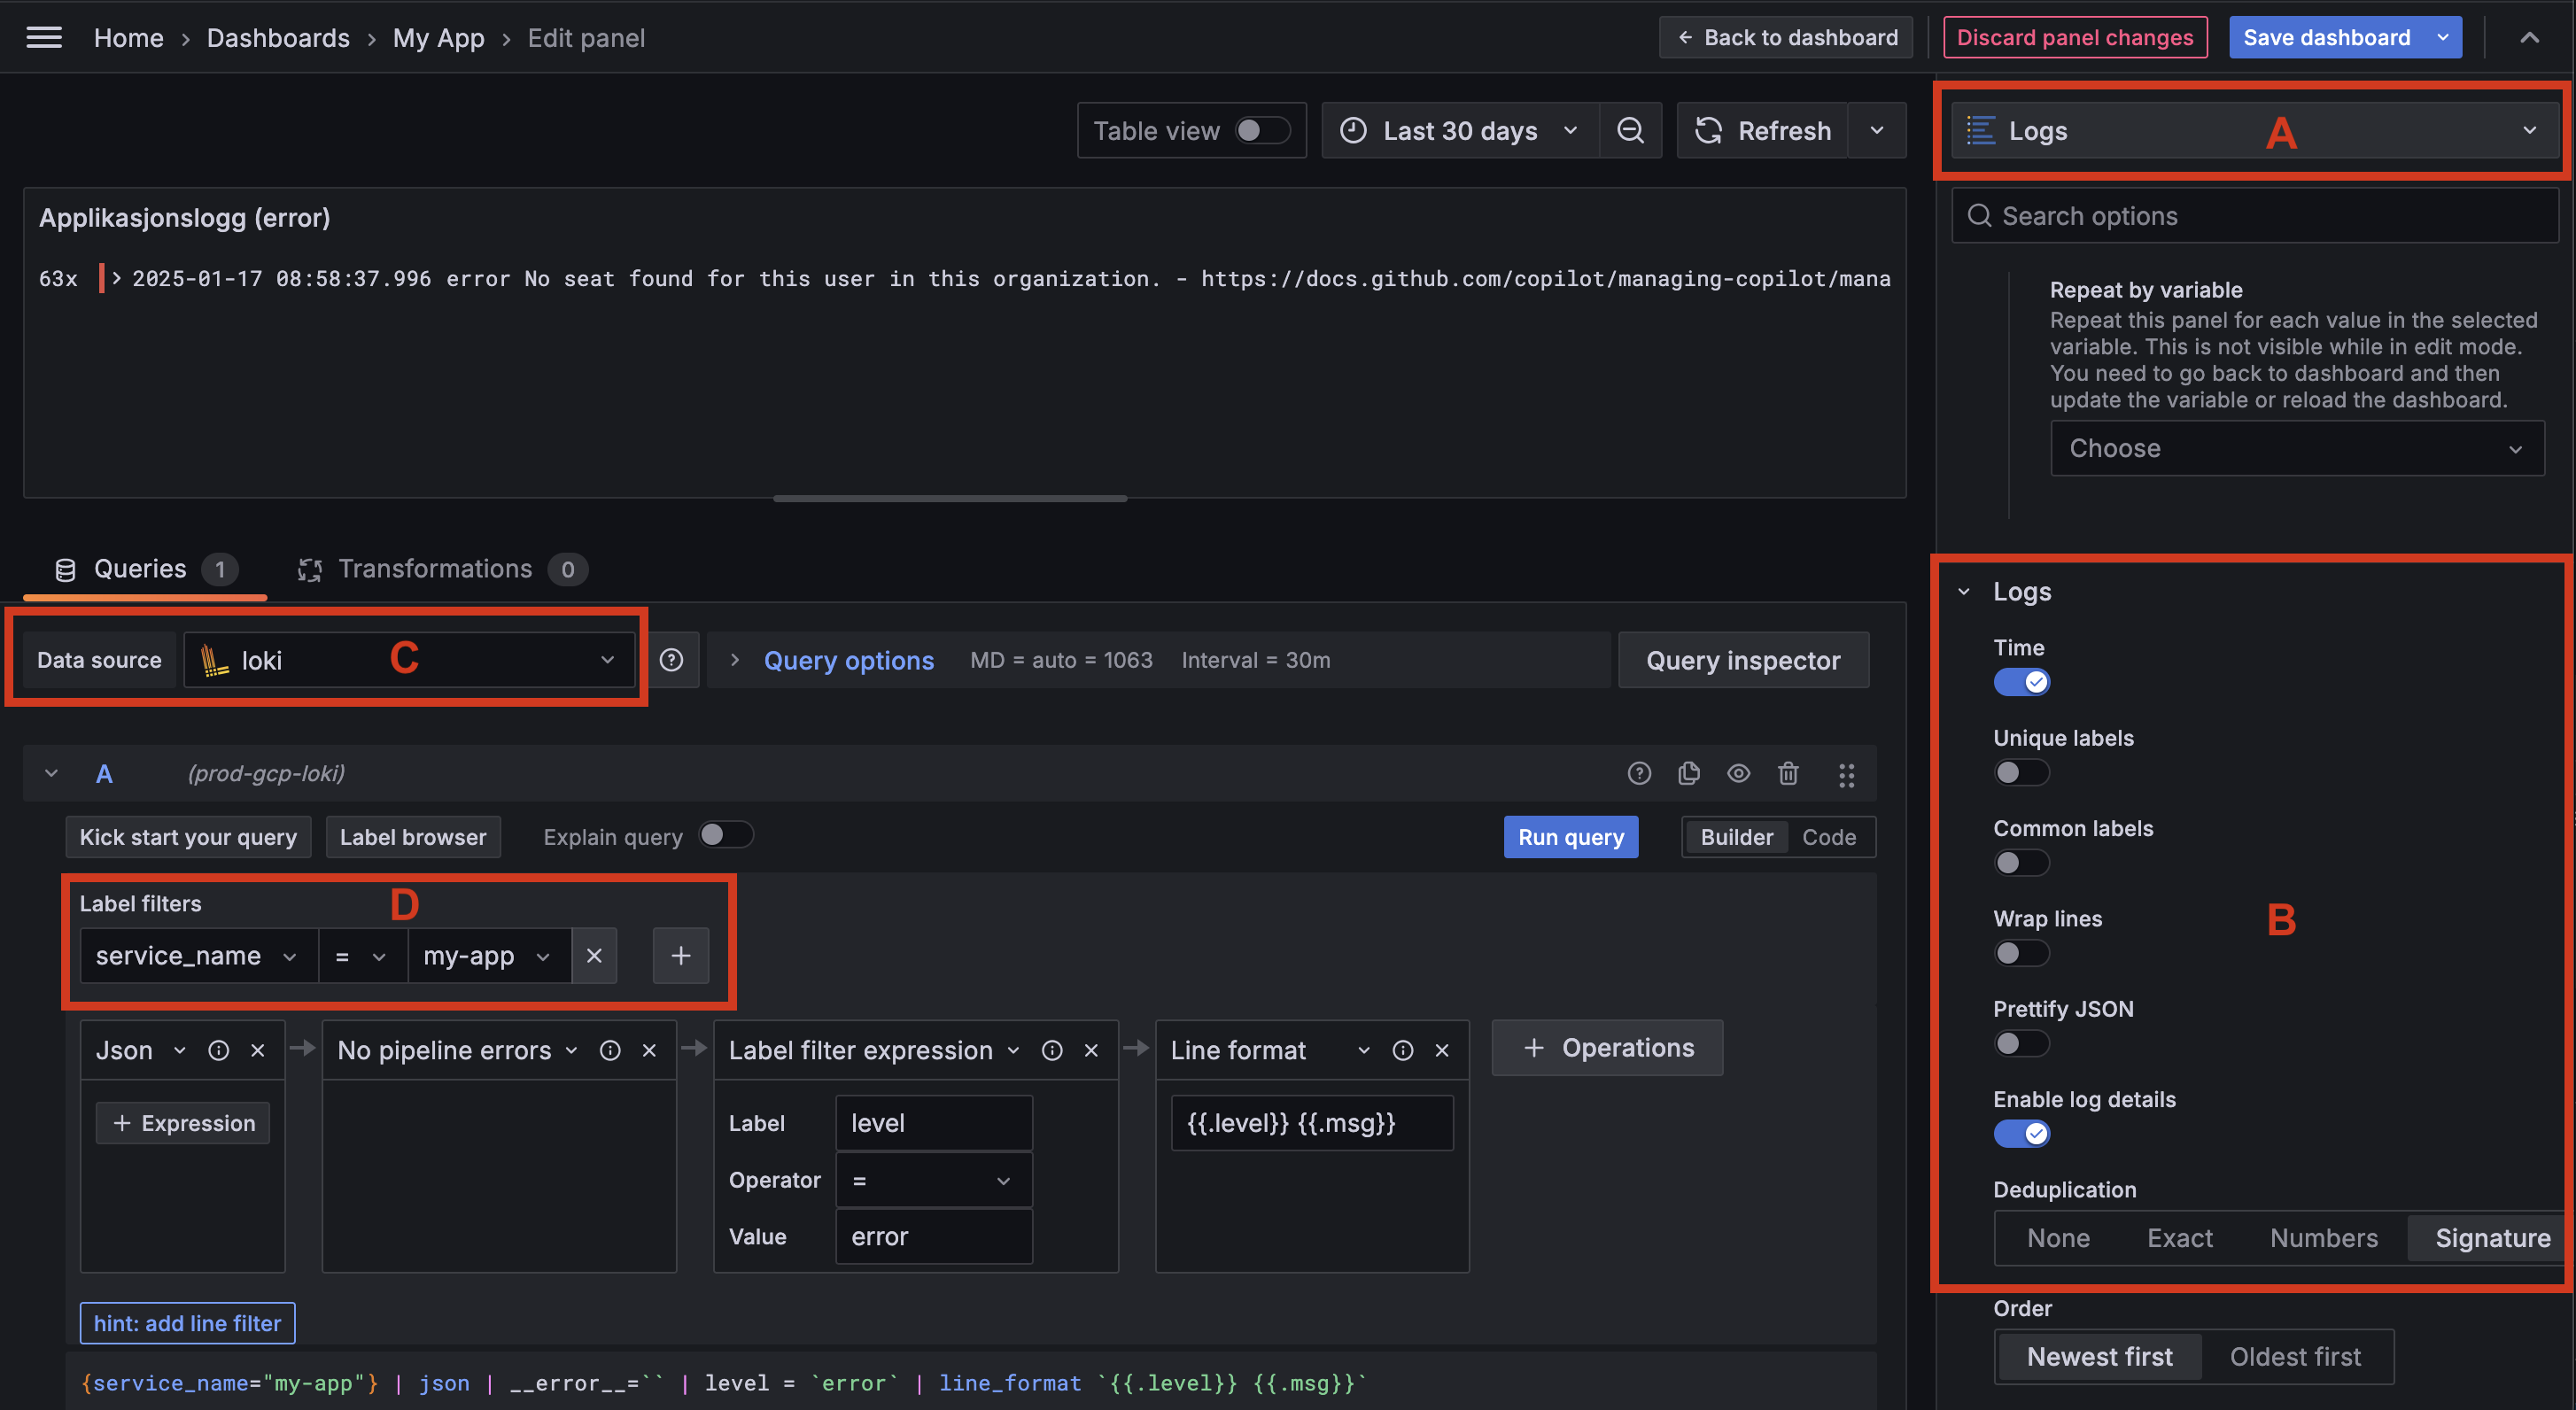 Home › Dashboards › My App › Edit panel
← Back to dashboard
Discard panel changes
Save dashboard
Table view
Last 30 days
Refresh
Logs
A
Search options
Applikasjonslogg (error)
63x > 2025-01-17 08:58:37.996 error No seat found for this user in this organization. - https://docs.github.com/copilot/managing-copilot/mana
Repeat by variable
Repeat this panel for each value in the selected
variable. This is not visible while in edit mode.
You need to go back to dashboard and then
update the variable or reload the dashboard.
Choose
Queries 1
Transformations 0
Data source
loki
C
Query options MD = auto = 1063 Interval = 30m
Query inspector
A (prod-gcp-loki)
Kick start your query
Label browser
Explain query
Run query
Builder Code
Label filters
D
service_name = my-app
+
Json
+ Expression
No pipeline errors
Label filter expression
Label level
Operator =
Value error
Line format
{{.level}} {{.msg}}
+ Operations
hint: add line filter
{service_name="my-app"} | json | __error__=`` | level = `error` | line_format `{{.level}} {{.msg}}`
Logs
Time
Unique labels
Common labels
Wrap lines
B
Prettify JSON
Enable log details
Deduplication
None Exact Numbers Signature
Order
Newest first Oldest first